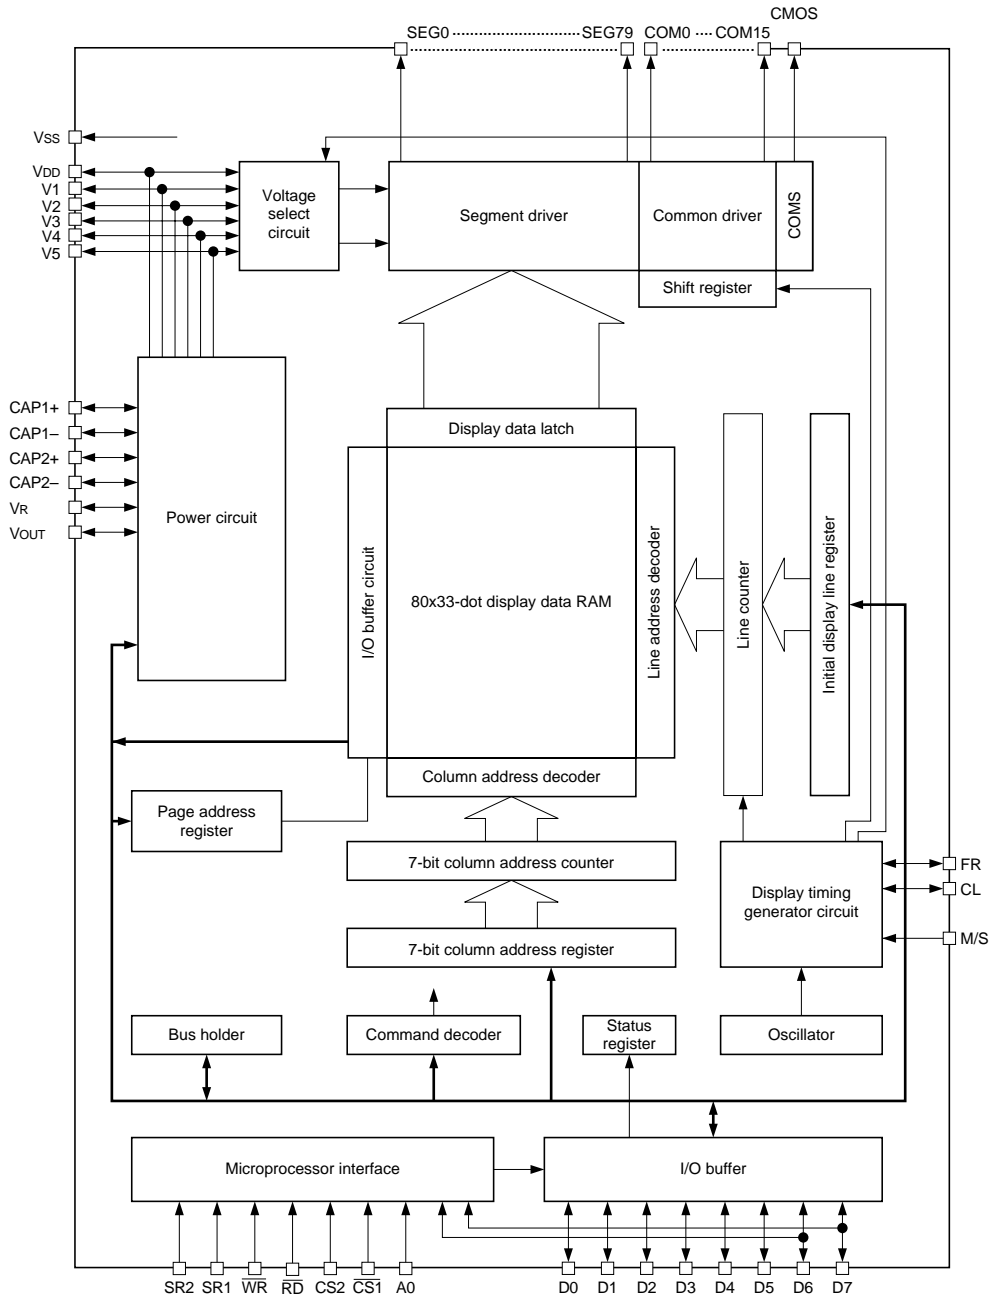 CMOS
SEG0 SEG79 COM0 COM15
VSS
VDD
V1
V2
V3
V4
V5
Voltage
select
circuit
Segment driver
Common driver
COMS
Shift register
CAP1+
CAP1–
CAP2+
CAP2–
VR
VOUT
Power circuit
Display data latch
I/O buffer circuit
80x33-dot display data RAM
Line address decoder
Line counter
Initial display line register
Column address decoder
Page address
register
7-bit column address counter
7-bit column address register
Display timing
generator circuit
FR
CL
M/S
Bus holder
Command decoder
Status
register
Oscillator
Microprocessor interface
I/O buffer
SR2 SR1 W̅R̅ R̅D̅ CS2 C̅S̅1̅ A0 D0 D1 D2 D3 D4 D5 D6 D7